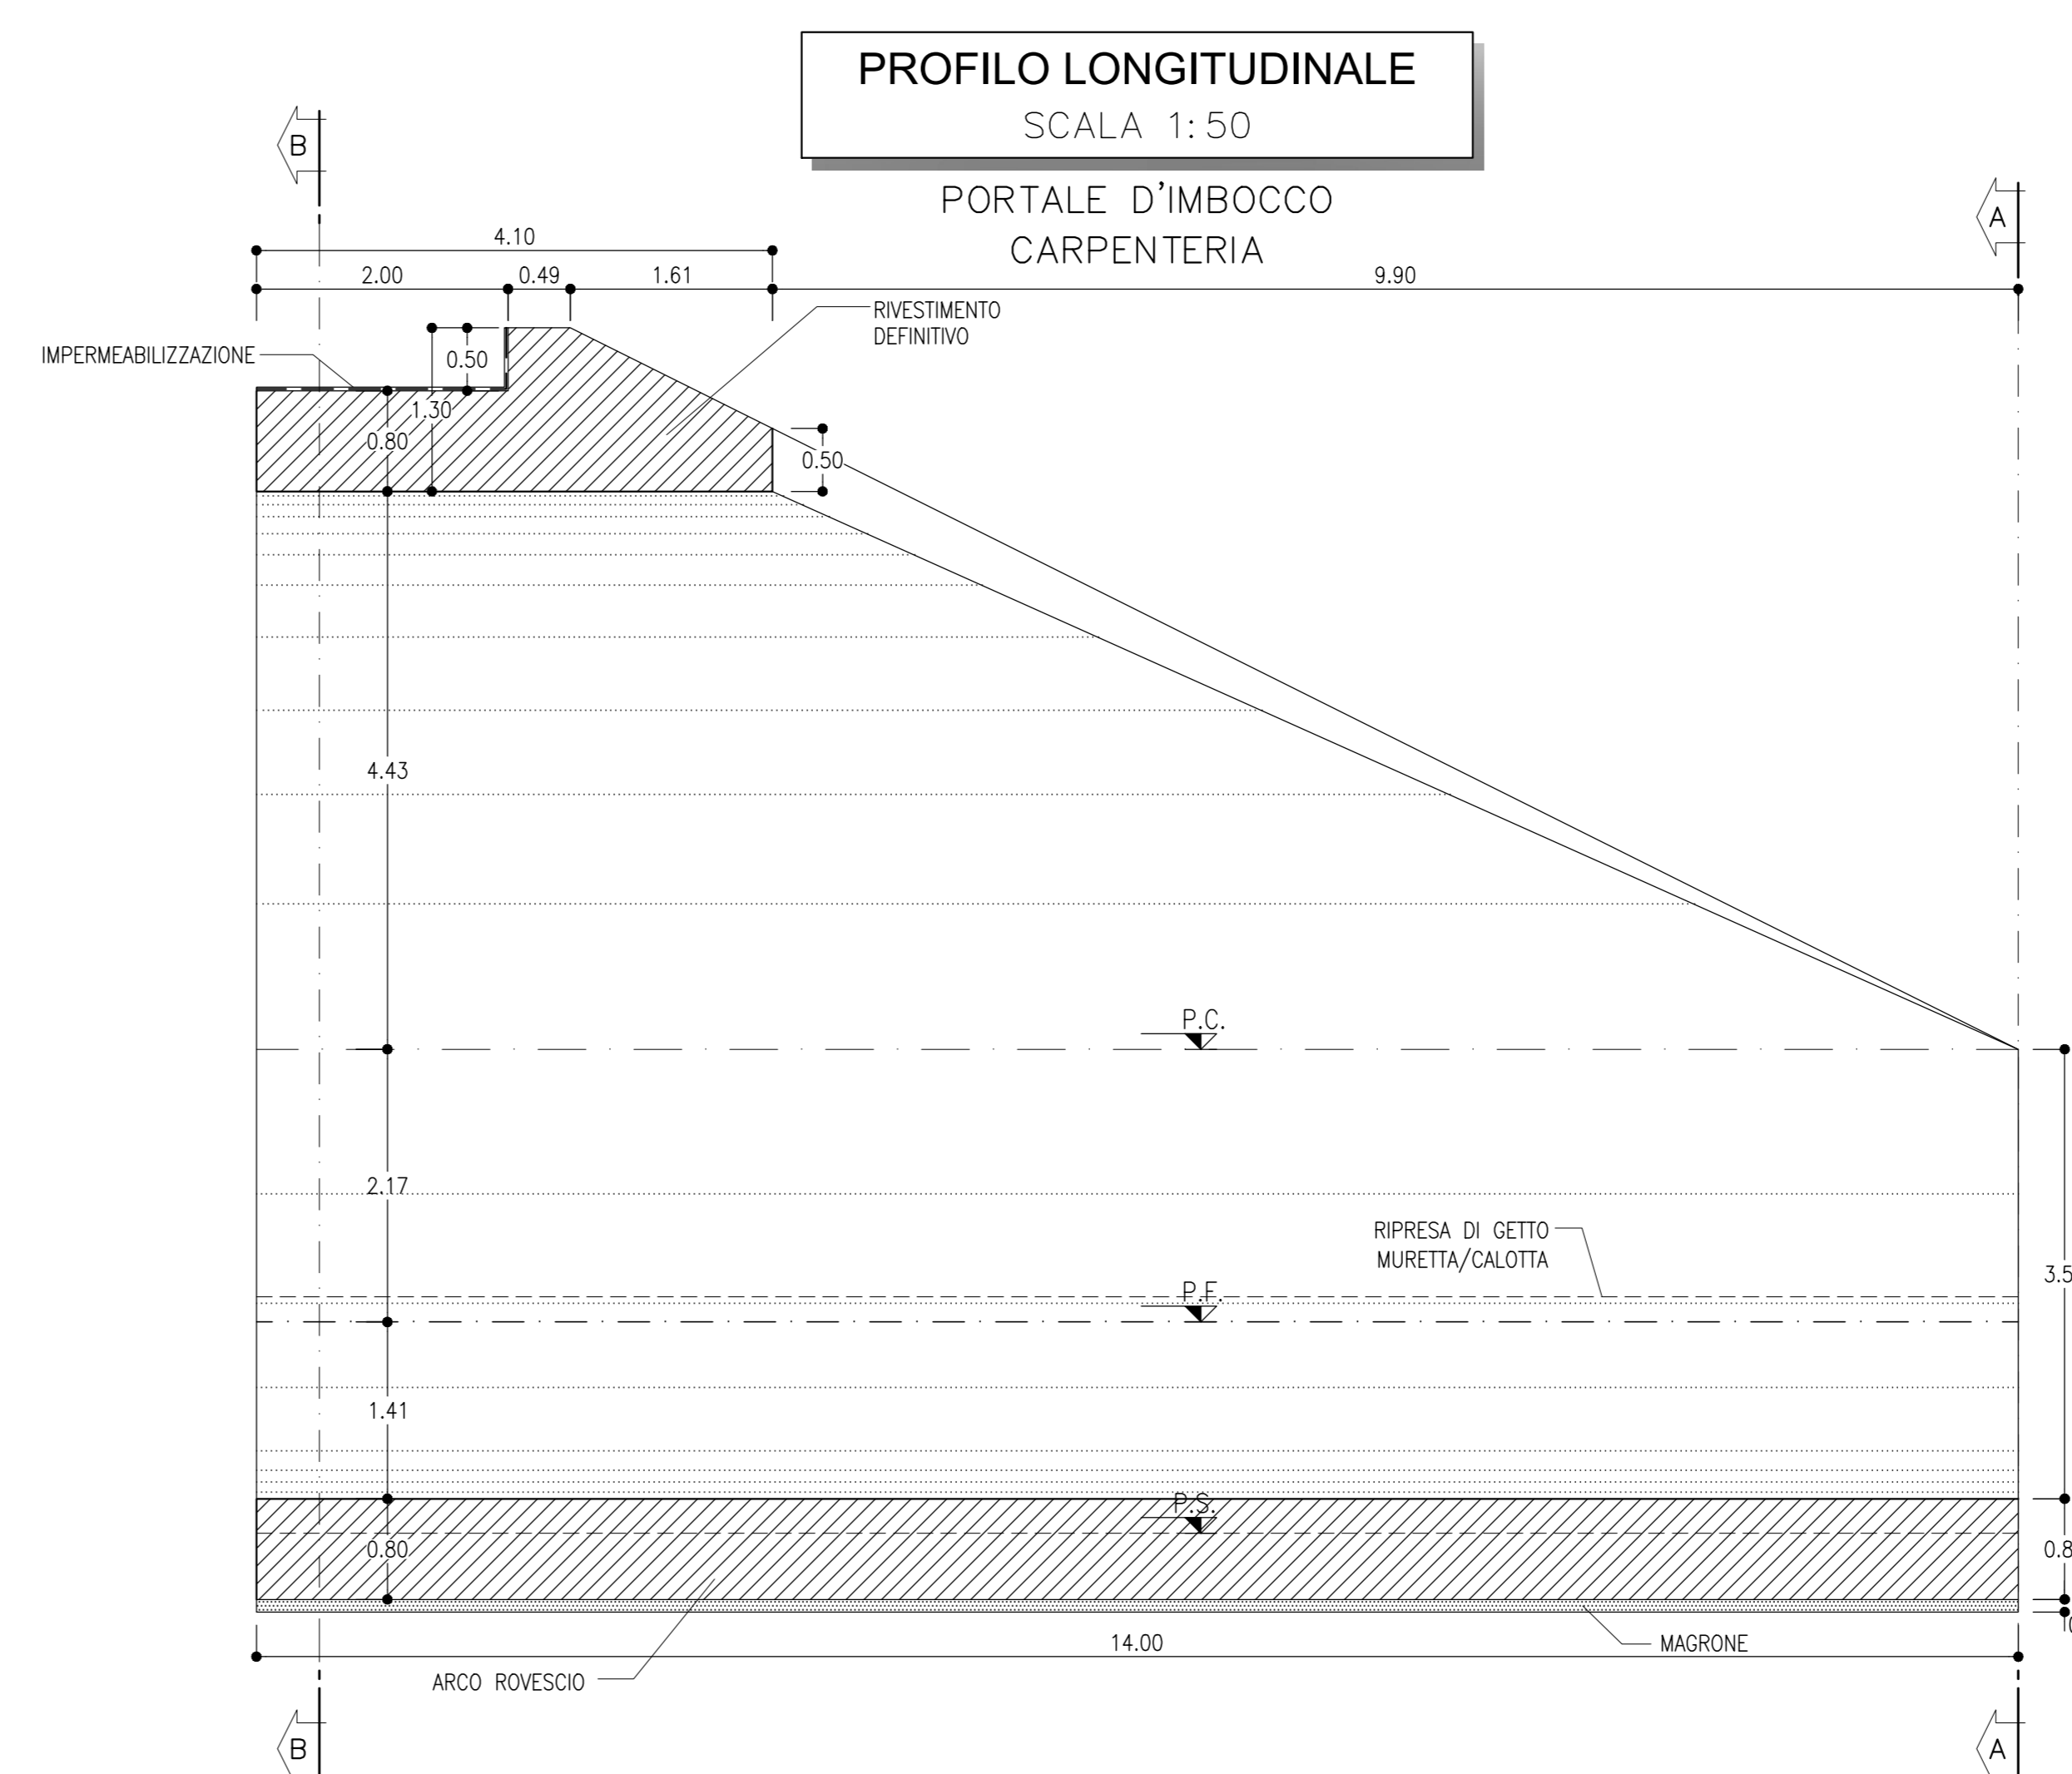 PROFILO LONGITUDINALE
SCALA 1:50
PORTALE D'IMBOCCO
CARPENTERIA
B
A
4.10
2.00
0.49
1.61
9.90
RIVESTIMENTO
DEFINITIVO
IMPERMEABILIZZAZIONE
0.50
1.30
0.80
0.50
4.43
P.C.
2.17
RIPRESA DI GETTO
MURETTA/CALOTTA
3.5
P.F.
1.41
P.S.
0.80
0.8
14.00
MAGRONE
ARCO ROVESCIO
B
A